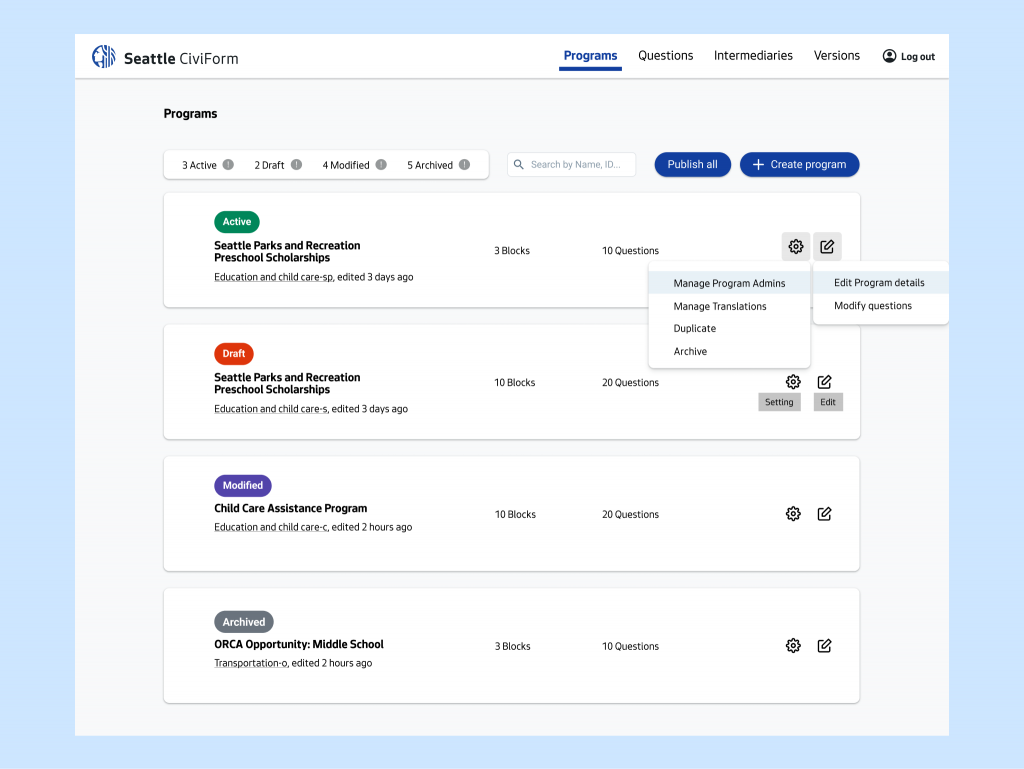 Seattle CiviForm
Programs
Questions
Intermediaries
Versions
Log out
Programs
3 Active
2 Draft
4 Modified
5 Archived
Search by Name, ID...
Publish all
Create program
Active
Seattle Parks and Recreation
Preschool Scholarships
Education and child care-sp, edited 3 days ago
3 Blocks
10 Questions
Manage Program Admins
Manage Translations
Duplicate
Archive
Edit Program details
Modify questions
Draft
Seattle Parks and Recreation
Preschool Scholarships
Education and child care-s, edited 3 days ago
10 Blocks
20 Questions
Setting
Edit
Modified
Child Care Assistance Program
Education and child care-c, edited 2 hours ago
10 Blocks
20 Questions
Archived
ORCA Opportunity: Middle School
Transportation-o, edited 2 hours ago
3 Blocks
10 Questions